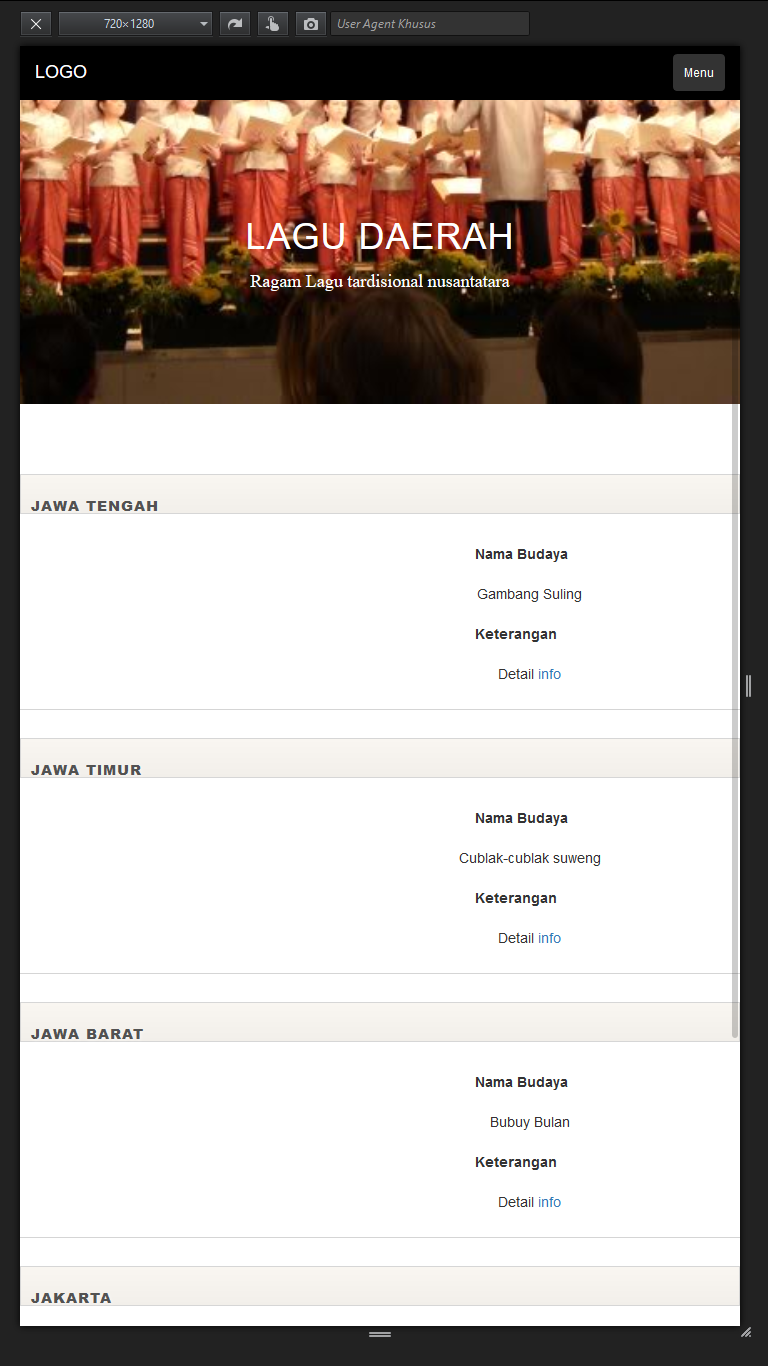 720×1280
User Agent Khusus
LOGO
Menu
LAGU DAERAH
Ragam Lagu tardisional nusantatara
JAWA TENGAH
Nama Budaya
Gambang Suling
Keterangan
Detail info
JAWA TIMUR
Nama Budaya
Cublak-cublak suweng
Keterangan
Detail info
JAWA BARAT
Nama Budaya
Bubuy Bulan
Keterangan
Detail info
JAKARTA